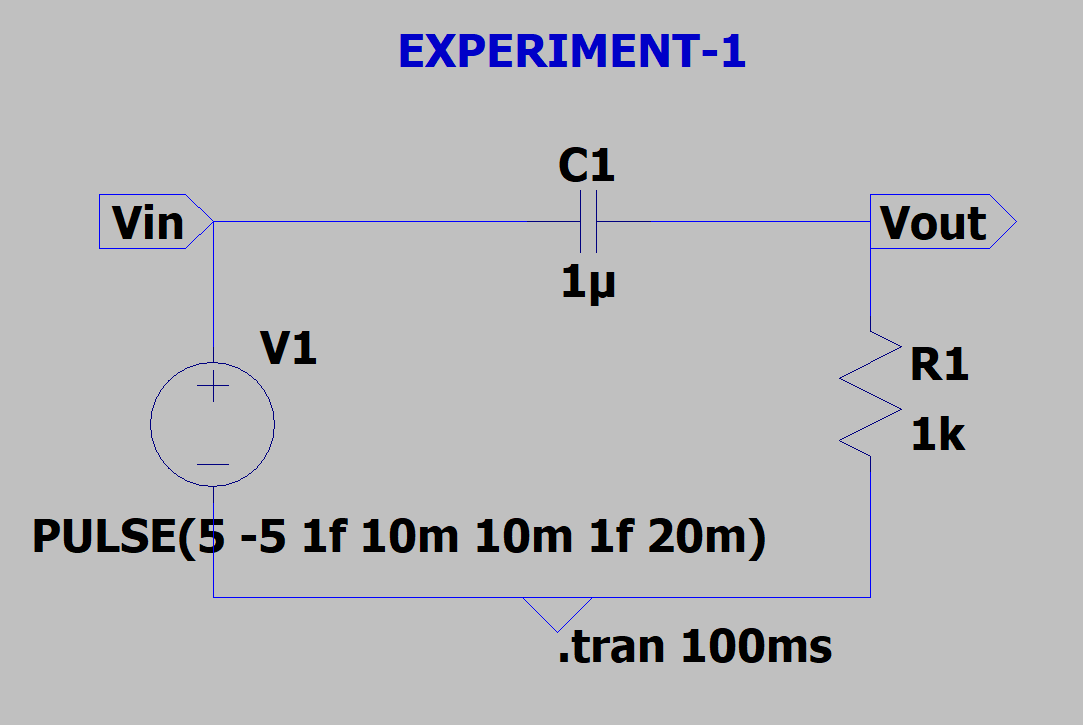 EXPERIMENT-1
C1
Vin
Vout
1µ
V1
R1
1k
PULSE(5 -5 1f 10m 10m 1f 20m)
.tran 100ms